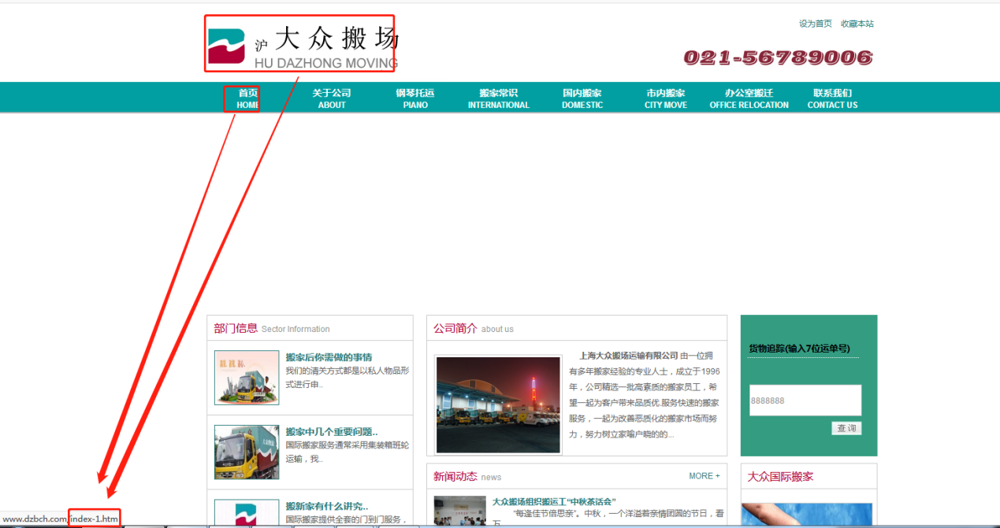 设为首页 收藏本站
沪 大众搬场
HU DAZHONG MOVING
021-56789006
首页 关于公司 钢琴托运 搬家常识 国内搬家 市内搬家 办公室搬迁 联系我们
HOME ABOUT PIANO INTERNATIONAL DOMESTIC CITY MOVE OFFICE RELOCATION CONTACT US
部门信息 Sector Information
搬家后你需做的事情
我们的清关方式都是以私人物品形
式进行申..
搬家中几个重要问题..
国际搬家服务通常采用集装箱班轮
运输，我..
搬新家有什么讲究..
国际搬家提供全套的门到门服务，
公司简介 about us
上海大众搬场运输有限公司 由一位拥
有多年搬家经验的专业人士，成立于1996
年，公司精选一批高素质的搬家员工，希
望一起为客户带来品质优.服务快速的搬家
服务，一起为改善恶质化的搬家市场而努
力，努力树立家喻户晓的的...
新闻动态 news MORE +
大众搬场组织搬运工“中秋茶话会”
“每逢佳节倍思亲”。中秋，一个洋溢着亲情团圆的节日，看
万
货物追踪(输入7位运单号)
8888888
查 询
大众国际搬家
www.dzbch.com/index-1.htm